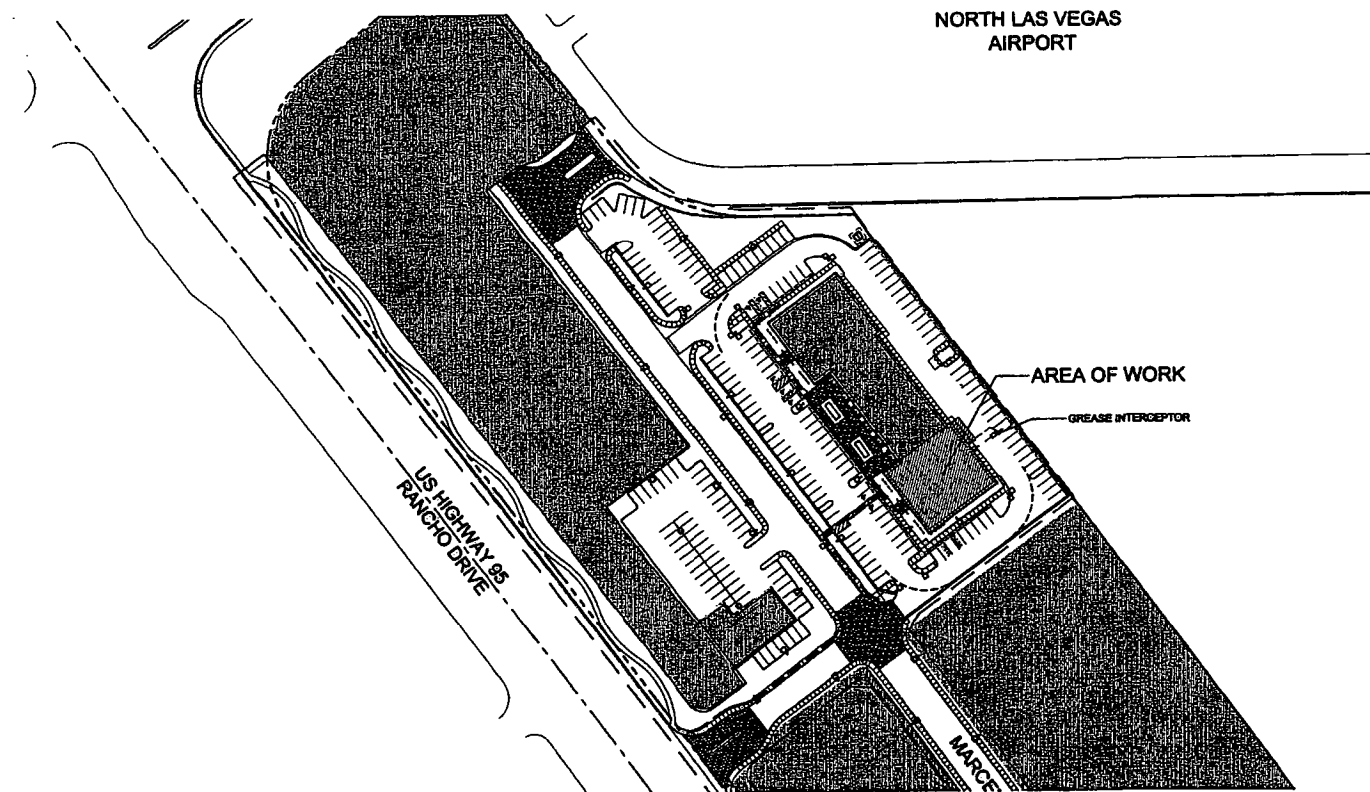 NORTH LAS VEGAS
AIRPORT
AREA OF WORK
GREASE INTERCEPTOR
US HIGHWAY 95
RANCHO DRIVE
MARCE